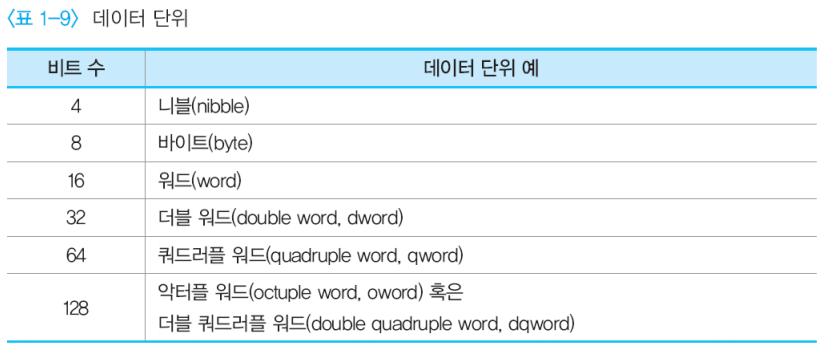 〈표 1-9〉 데이터 단위
비트 수 데이터 단위 예
4 니블(nibble)
8 바이트(byte)
16 워드(word)
32 더블 워드(double word, dword)
64 쿼드러플 워드(quadruple word, qword)
128 악터플 워드(octuple word, oword) 혹은
더블 쿼드러플 워드(double quadruple word, dqword)